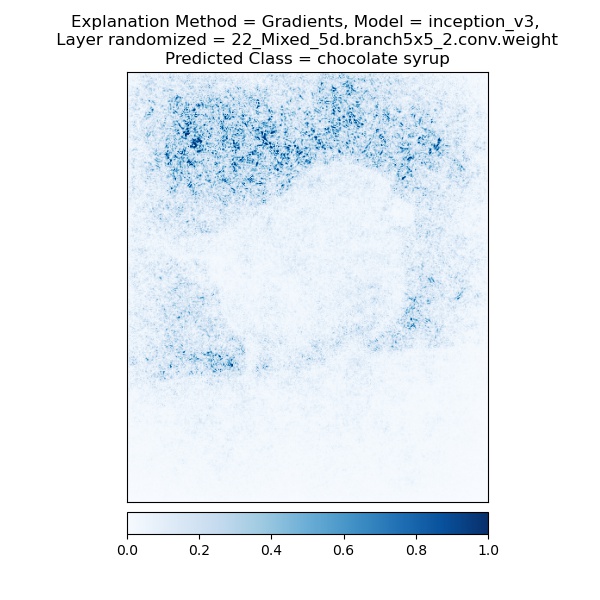 Explanation Method = Gradients, Model = inception_v3,
Layer randomized = 22_Mixed_5d.branch5x5_2.conv.weight
Predicted Class = chocolate syrup
0.0 0.2 0.4 0.6 0.8 1.0